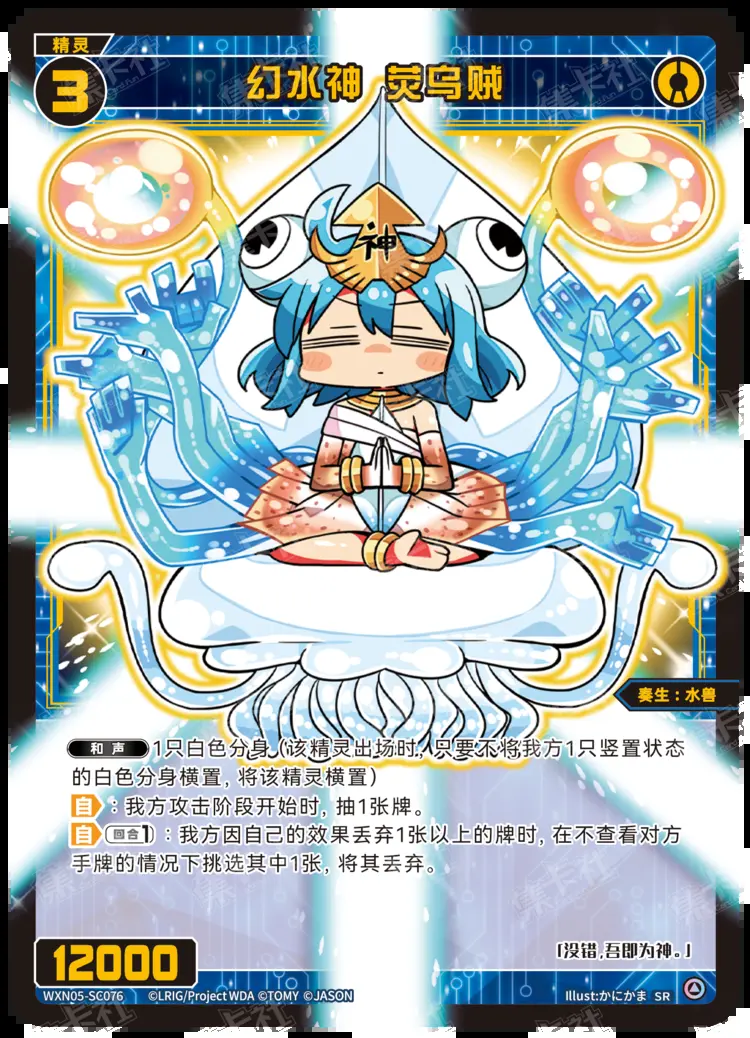 精灵
3
幻水神 荧乌贼
神
奏生：水兽
和声 1只白色分身（该精灵出场时，只要不将我方1只竖置状态
的白色分身横置，将该精灵横置）
自：我方攻击阶段开始时，抽1张牌。
自 回合1：我方因自己的效果丢弃1张以上的牌时，在不查看对方
手牌的情况下挑选其中1张，将其丢弃。
「没错，吾即为神。」
12000
WXN05-SC076 ©LRIG/Project WDA ©TOMY ©JASON
Illust:かにかま SR
集卡社